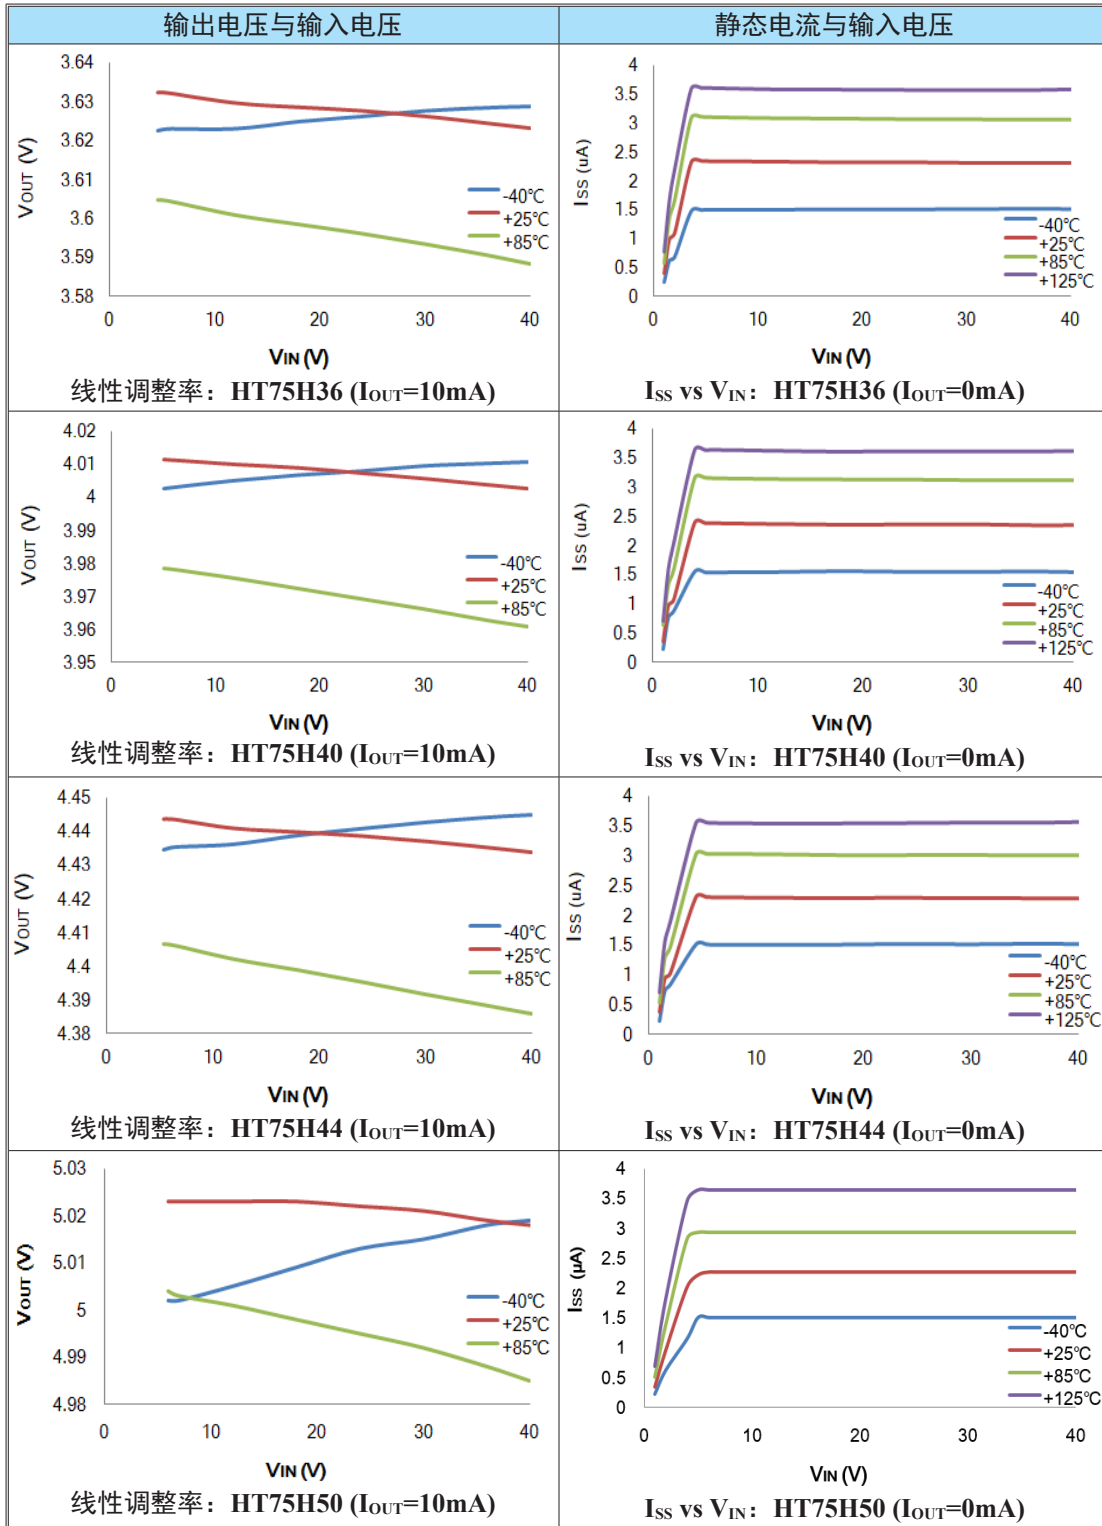 输出电压与输入电压
静态电流与输入电压
3.64
3.63
3.62
3.61
3.6
3.59
3.58
VOUT (V)
-40℃
+25℃
+85℃
0 10 20 30 40
VIN (V)
线性调整率：HT75H36 (IOUT=10mA)
4
3.5
3
2.5
2
1.5
1
0.5
0
ISS (uA)
-40℃
+25℃
+85℃
+125℃
0 10 20 30 40
VIN (V)
ISS vs VIN：HT75H36 (IOUT=0mA)
4.02
4.01
4
3.99
3.98
3.97
3.96
3.95
VOUT (V)
-40℃
+25℃
+85℃
0 10 20 30 40
VIN (V)
线性调整率：HT75H40 (IOUT=10mA)
4
3.5
3
2.5
2
1.5
1
0.5
0
ISS (uA)
-40℃
+25℃
+85℃
+125℃
0 10 20 30 40
VIN (V)
ISS vs VIN：HT75H40 (IOUT=0mA)
4.45
4.44
4.43
4.42
4.41
4.4
4.39
4.38
VOUT (V)
-40℃
+25℃
+85℃
0 10 20 30 40
VIN (V)
线性调整率：HT75H44 (IOUT=10mA)
4
3.5
3
2.5
2
1.5
1
0.5
0
ISS (uA)
-40℃
+25℃
+85℃
+125℃
0 10 20 30 40
VIN (V)
ISS vs VIN：HT75H44 (IOUT=0mA)
5.03
5.02
5.01
5
4.99
4.98
VOUT (V)
-40℃
+25℃
+85℃
0 10 20 30 40
VIN (V)
线性调整率：HT75H50 (IOUT=10mA)
4
3.5
3
2.5
2
1.5
1
0.5
0
ISS (μA)
-40℃
+25℃
+85℃
+125℃
0 10 20 30 40
VIN (V)
ISS vs VIN：HT75H50 (IOUT=0mA)